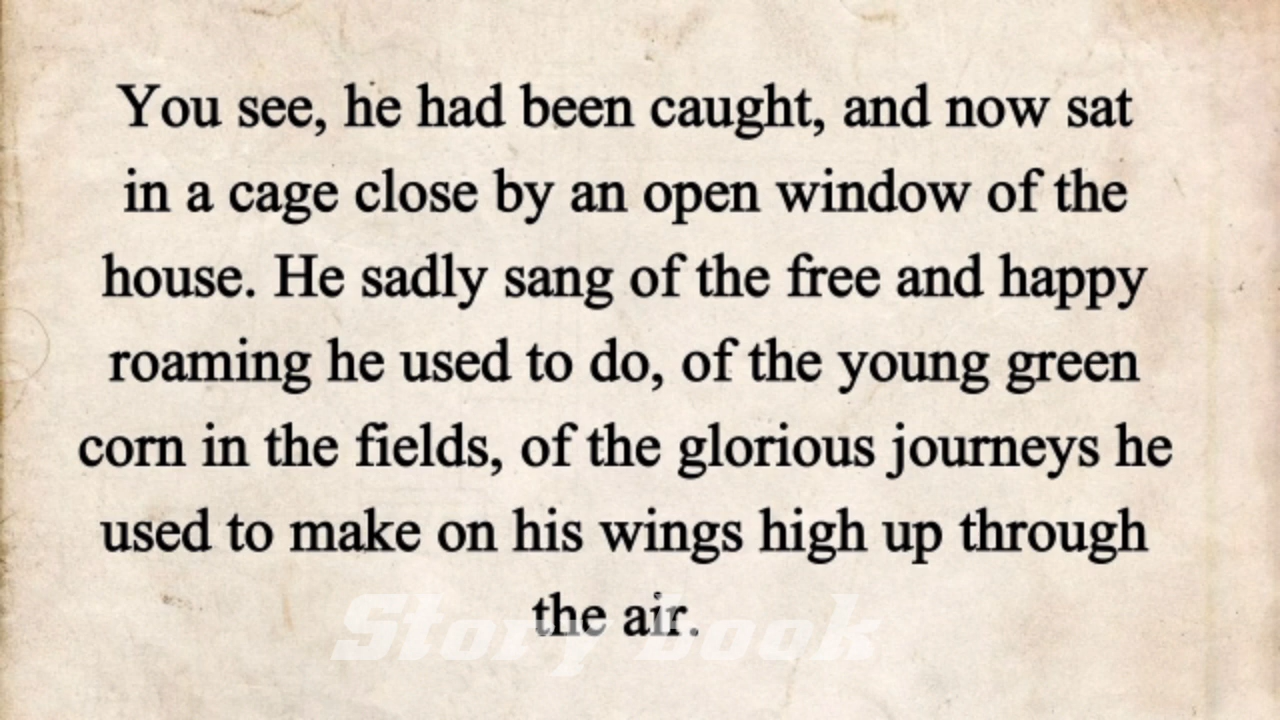 You see, he had been caught, and now sat
in a cage close by an open window of the
house. He sadly sang of the free and happy
roaming he used to do, of the young green
corn in the fields, of the glorious journeys he
used to make on his wings high up through
the air.
Story book